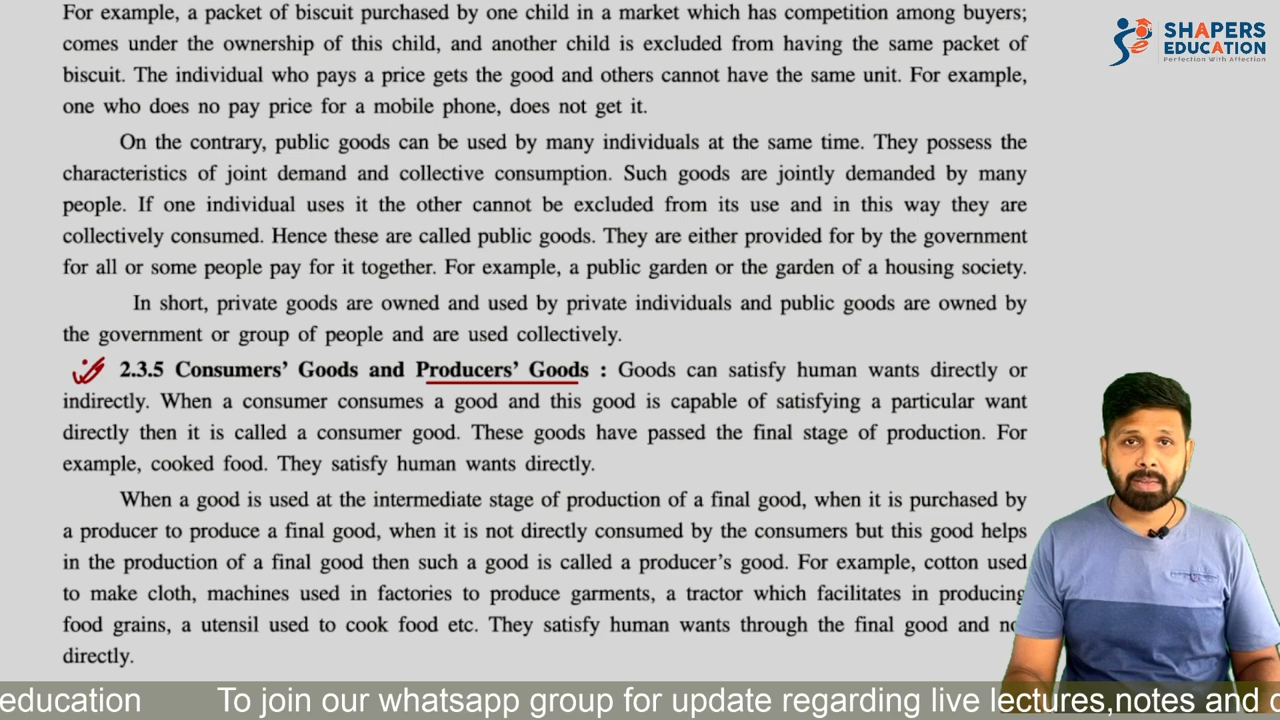 For example, a packet of biscuit purchased by one child in a market which has competition among buyers;
comes under the ownership of this child, and another child is excluded from having the same packet of
biscuit. The individual who pays a price gets the good and others cannot have the same unit. For example,
one who does no pay price for a mobile phone, does not get it.
On the contrary, public goods can be used by many individuals at the same time. They possess the
characteristics of joint demand and collective consumption. Such goods are jointly demanded by many
people. If one individual uses it the other cannot be excluded from its use and in this way they are
collectively consumed. Hence these are called public goods. They are either provided for by the government
for all or some people pay for it together. For example, a public garden or the garden of a housing society.
In short, private goods are owned and used by private individuals and public goods are owned by
the government or group of people and are used collectively.
2.3.5 Consumers’ Goods and Producers’ Goods : Goods can satisfy human wants directly or
indirectly. When a consumer consumes a good and this good is capable of satisfying a particular want
directly then it is called a consumer good. These goods have passed the final stage of production. For
example, cooked food. They satisfy human wants directly.
When a good is used at the intermediate stage of production of a final good, when it is purchased by
a producer to produce a final good, when it is not directly consumed by the consumers but this good helps
in the production of a final good then such a good is called a producer’s good. For example, cotton used
to make cloth, machines used in factories to produce garments, a tractor which facilitates in producing
food grains, a utensil used to cook food etc. They satisfy human wants through the final good and
directly.
SHAPERS
EDUCATION
Perfection With Affection
education To join our whatsapp group for update regarding live lectures,notes and